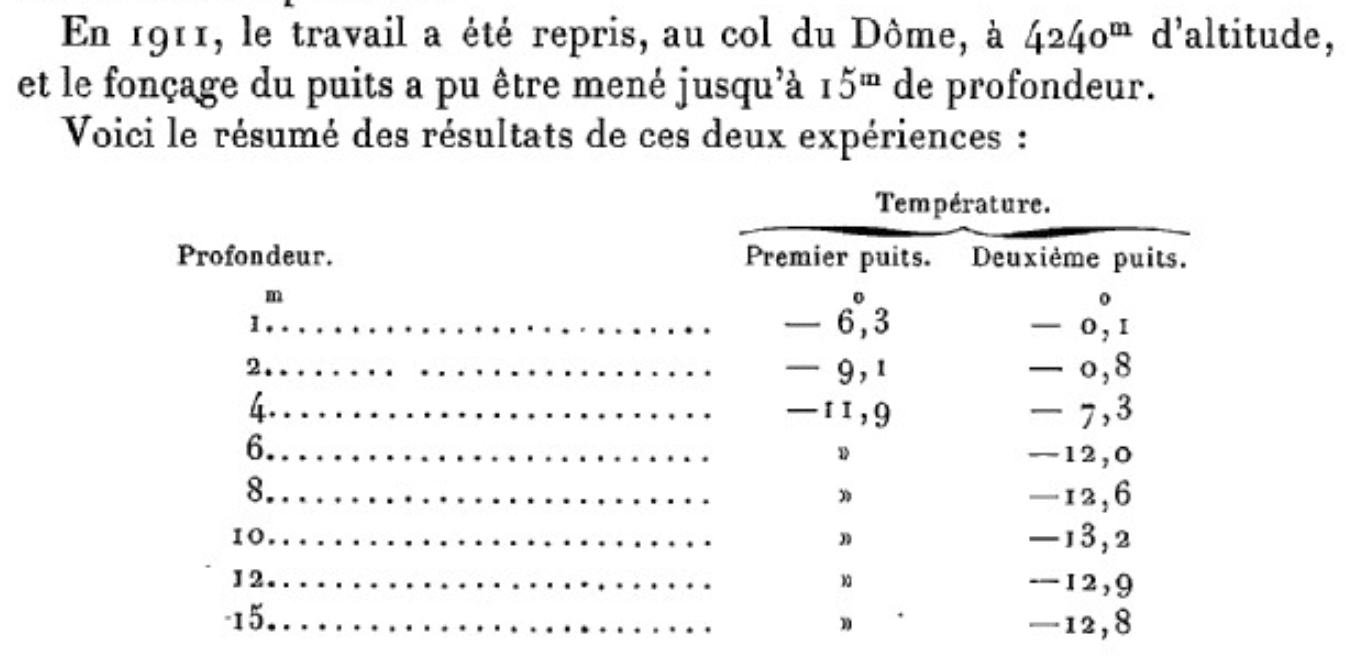 En 1911, le travail a été repris, au col du Dôme, à 4240ᵐ d'altitude,
et le fonçage du puits a pu être mené jusqu'à 15ᵐ de profondeur.
Voici le résumé des résultats de ces deux expériences :
Température.
Profondeur. Premier puits. Deuxième puits.
m o o
1........................... — 6,3 — 0,1
2........ .................. — 9,1 — 0,8
4........................... —11,9 — 7,3
6........................... » —12,0
8........................... » —12,6
10........................... » —13,2
12........................... » —12,9
15........................... » —12,8